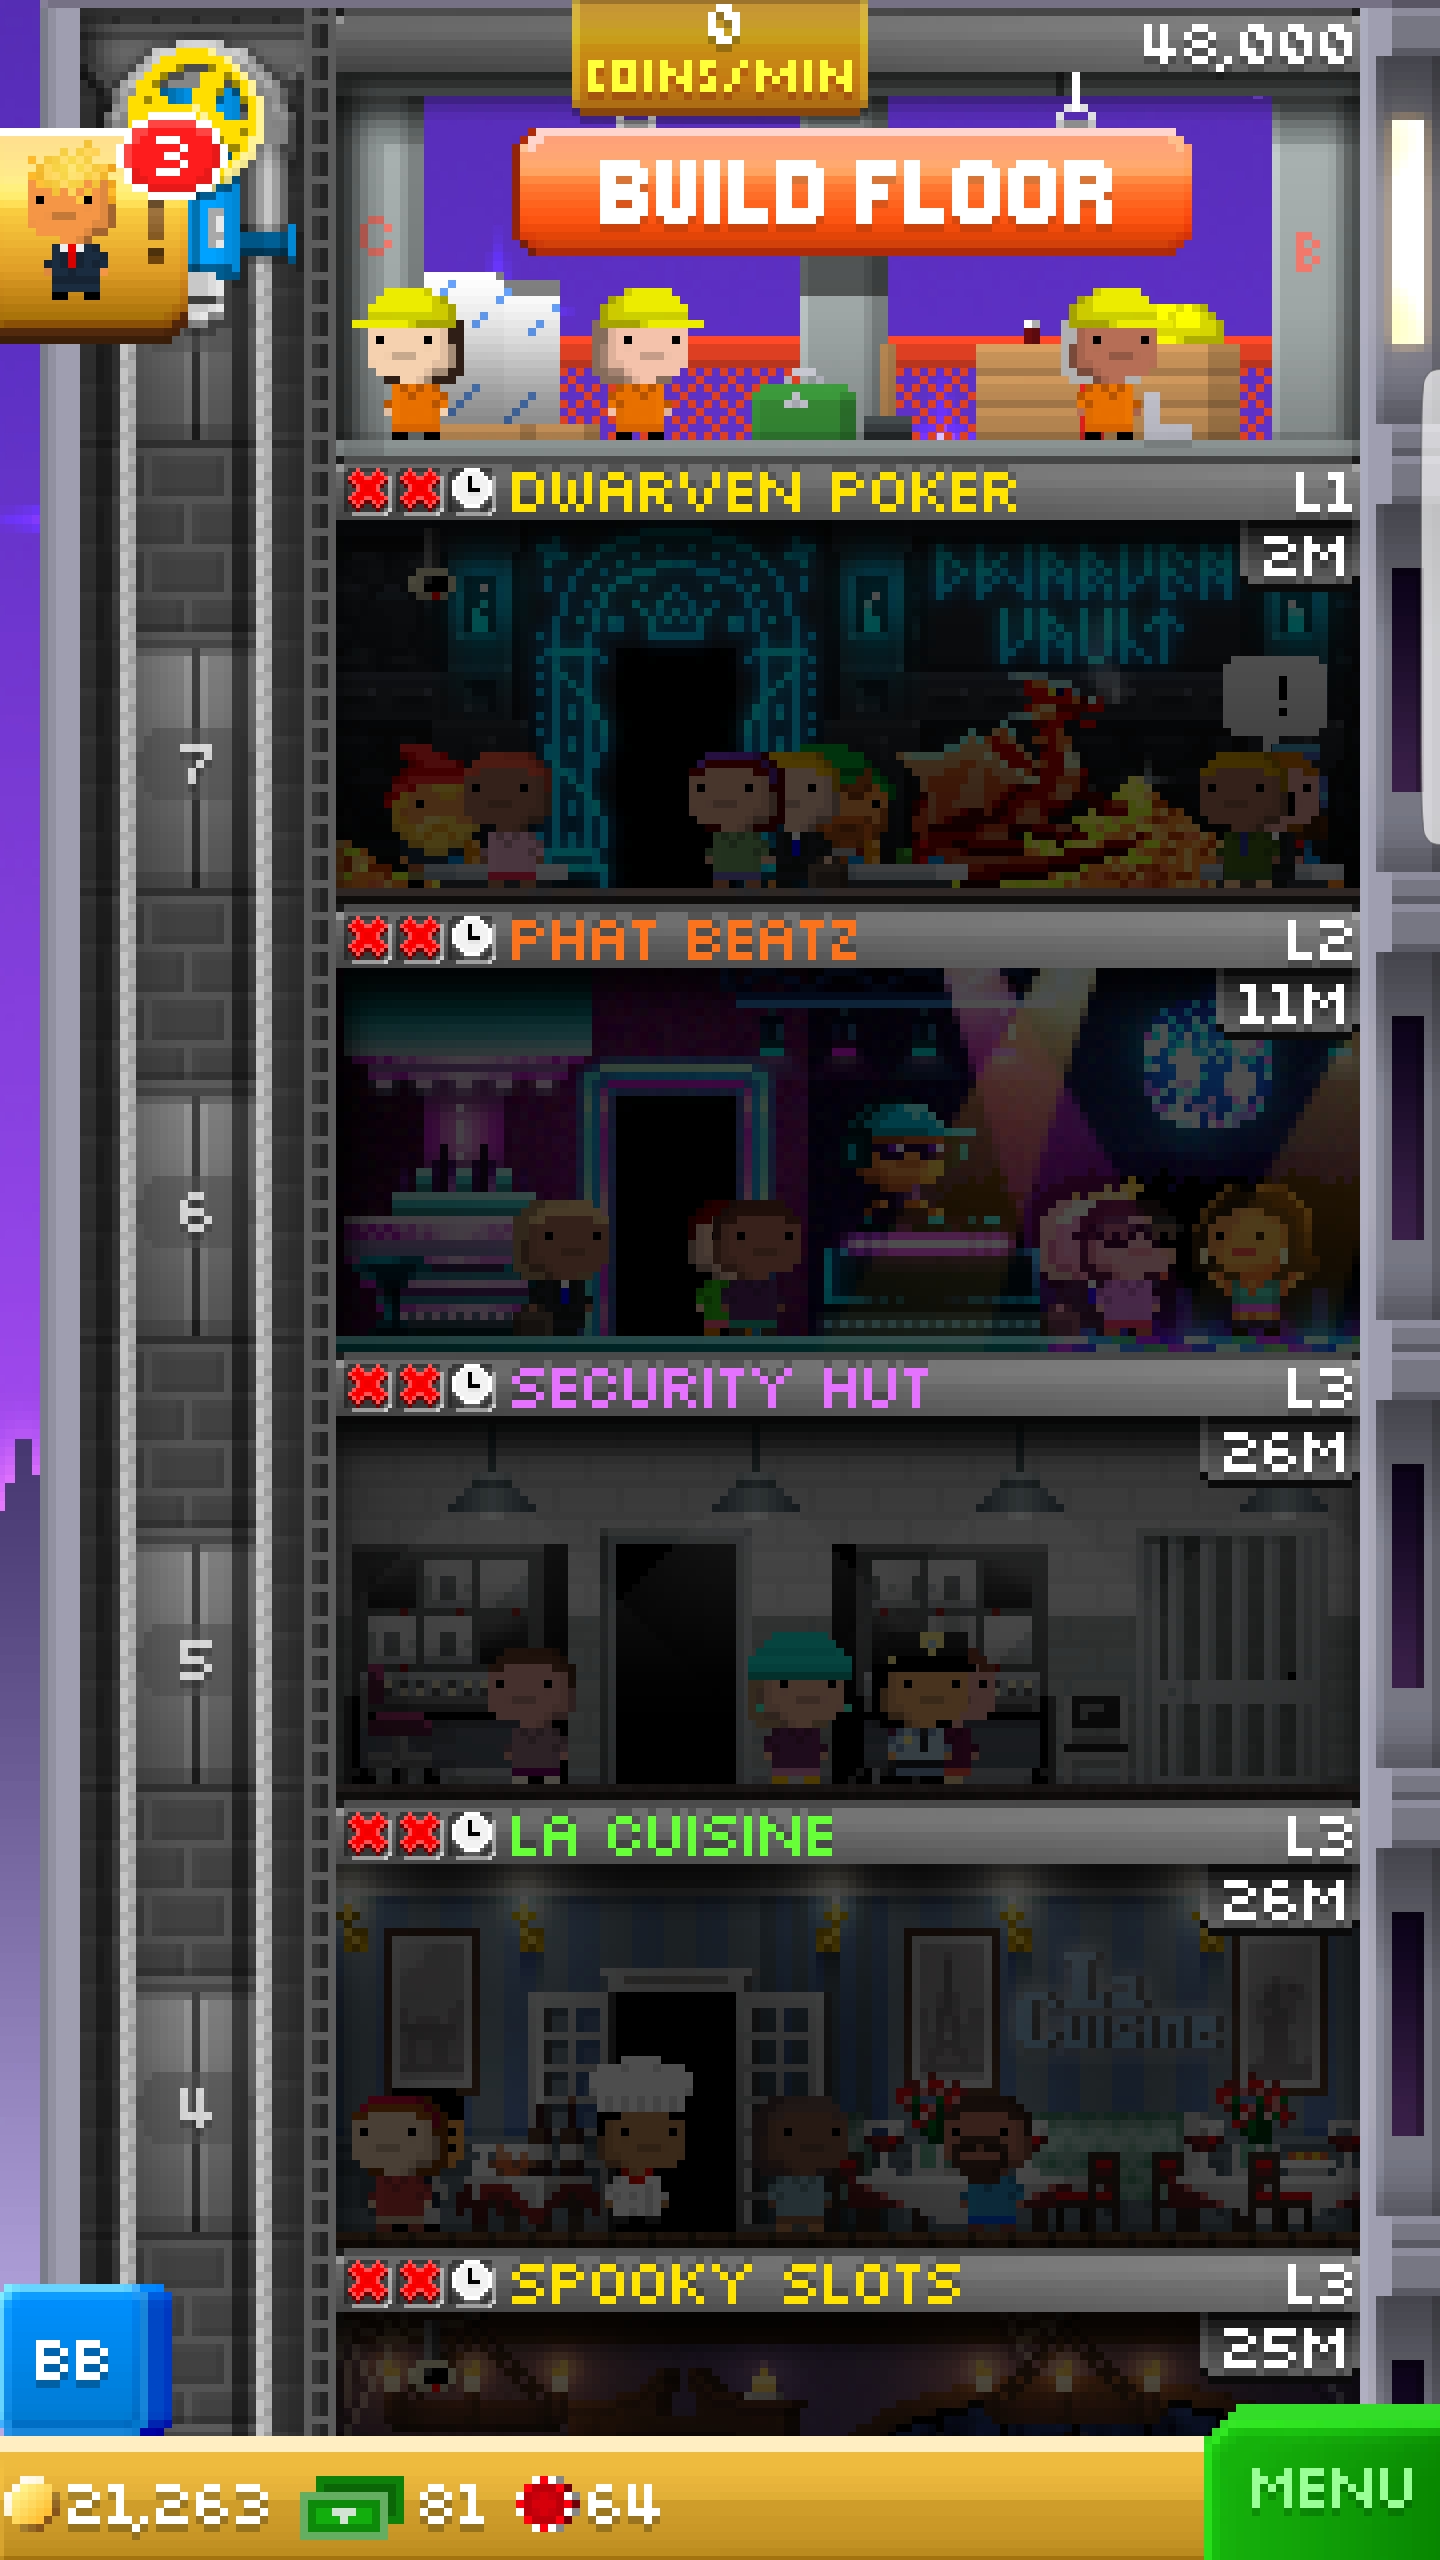 0
COINS/MIN
48,000
3
!
BUILD FLOOR
C
B
DWARVEN POKER
L1
2M
DWARVEN
VAULT
!
7
PHAT BEATZ
L2
11M
6
SECURITY HUT
L3
26M
5
LA CUISINE
L3
26M
La
Cuisine
4
SPOOKY SLOTS
L3
25M
BB
21,263
81
64
MENU